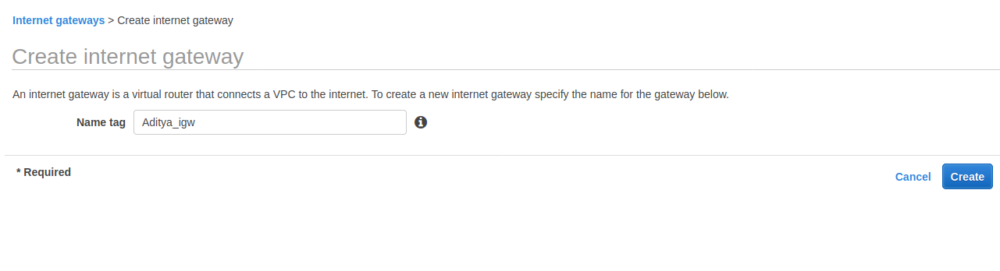 Internet gateways > Create internet gateway
Create internet gateway
An internet gateway is a virtual router that connects a VPC to the internet. To create a new internet gateway specify the name for the gateway below.
Name tag Aditya_igw
* Required
Cancel Create